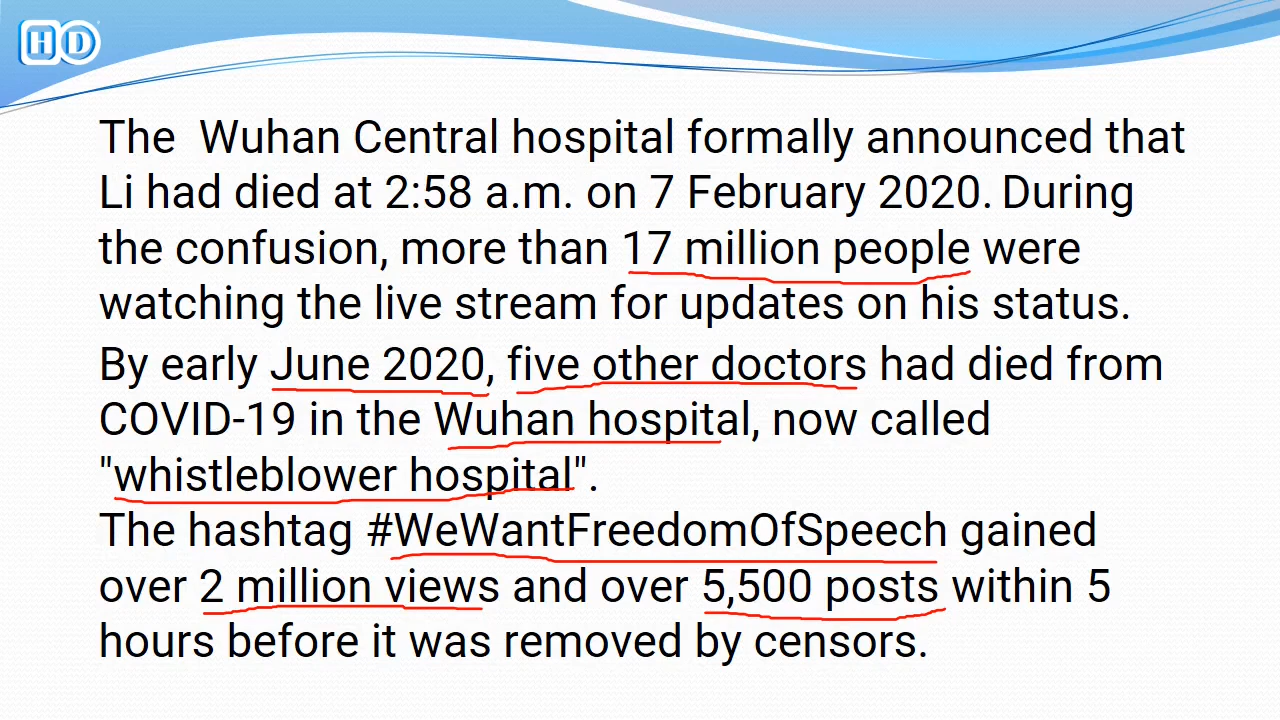 HD
The Wuhan Central hospital formally announced that
Li had died at 2:58 a.m. on 7 February 2020. During
the confusion, more than 17 million people were
watching the live stream for updates on his status.
By early June 2020, five other doctors had died from
COVID-19 in the Wuhan hospital, now called
"whistleblower hospital".
The hashtag #WeWantFreedomOfSpeech gained
over 2 million views and over 5,500 posts within 5
hours before it was removed by censors.